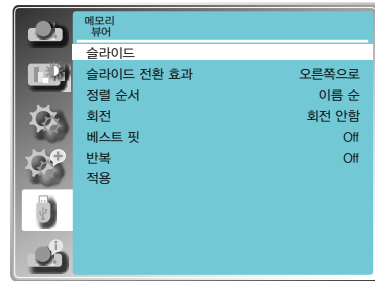 메모리
뷰어
슬라이드
슬라이드 전환 효과 오른쪽으로
정렬 순서 이름 순
회전 회전 안함
베스트 핏 Off
반복 Off
적용